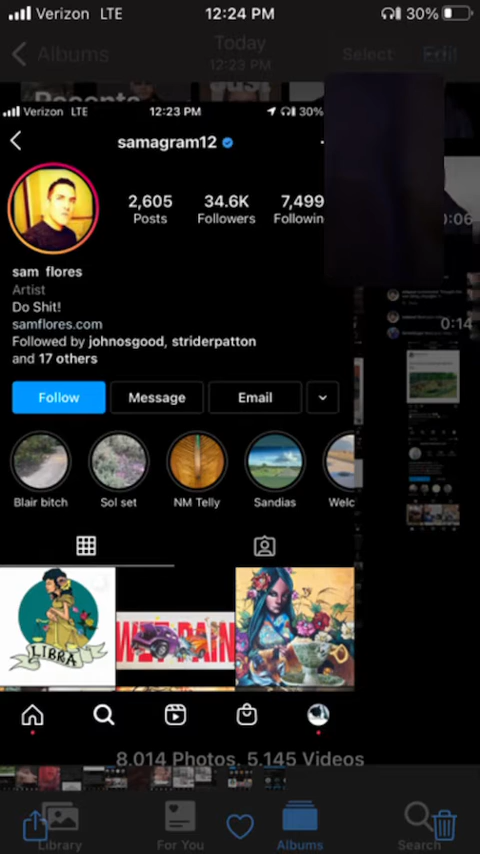 Verizon LTE 12:24 PM 30%
Albums Today Select Edit
12:23 PM
Recents
Verizon LTE 12:23 PM 30%
samagram12
2,605 34.6K 7,499
Posts Followers Followin
0:06
sam flores
Artist
Do Shit!
samflores.com
0:14
Followed by johnosgood, striderpatton
and 17 others
Follow Message Email
Blair bitch Sol set NM Telly Sandias Welc
LIBRA
8,014 Photos, 5,145 Videos
Library For You Albums Search